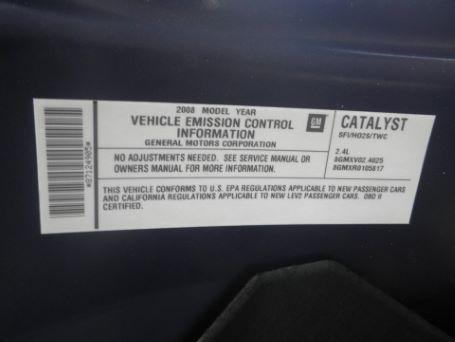 2008 MODEL YEAR
VEHICLE EMISSION CONTROL
INFORMATION
GENERAL MOTORS CORPORATION
GM
CATALYST
SFI/HO2S/TWC
NO ADJUSTMENTS NEEDED. SEE SERVICE MANUAL OR
OWNERS MANUAL FOR MORE INFORMATION.
2.4L
8GMXV02.4025
8GMXR0105817
THIS VEHICLE CONFORMS TO U.S. EPA REGULATIONS APPLICABLE TO NEW PASSENGER CARS
AND CALIFORNIA REGULATIONS APPLICABLE TO NEW LEV2 PASSENGER CARS. OBD II
CERTIFIED.
*87124905*